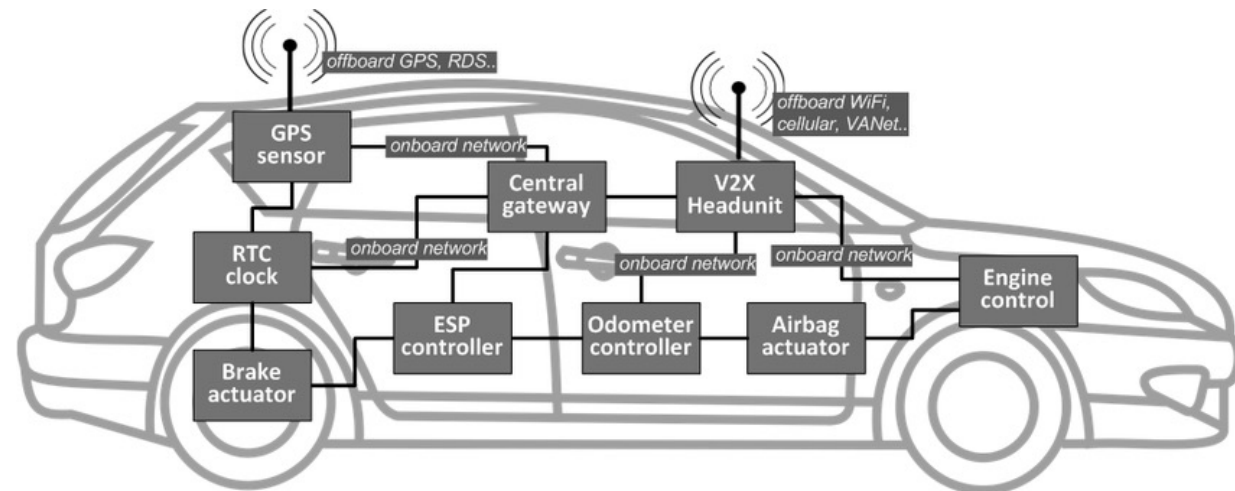 offboard GPS, RDS..
offboard WiFi,
cellular, VANet..
GPS
sensor
onboard network
Central
gateway
V2X
Headunit
RTC
clock
onboard network
onboard network
onboard network
Engine
control
ESP
controller
Odometer
controller
Airbag
actuator
Brake
actuator